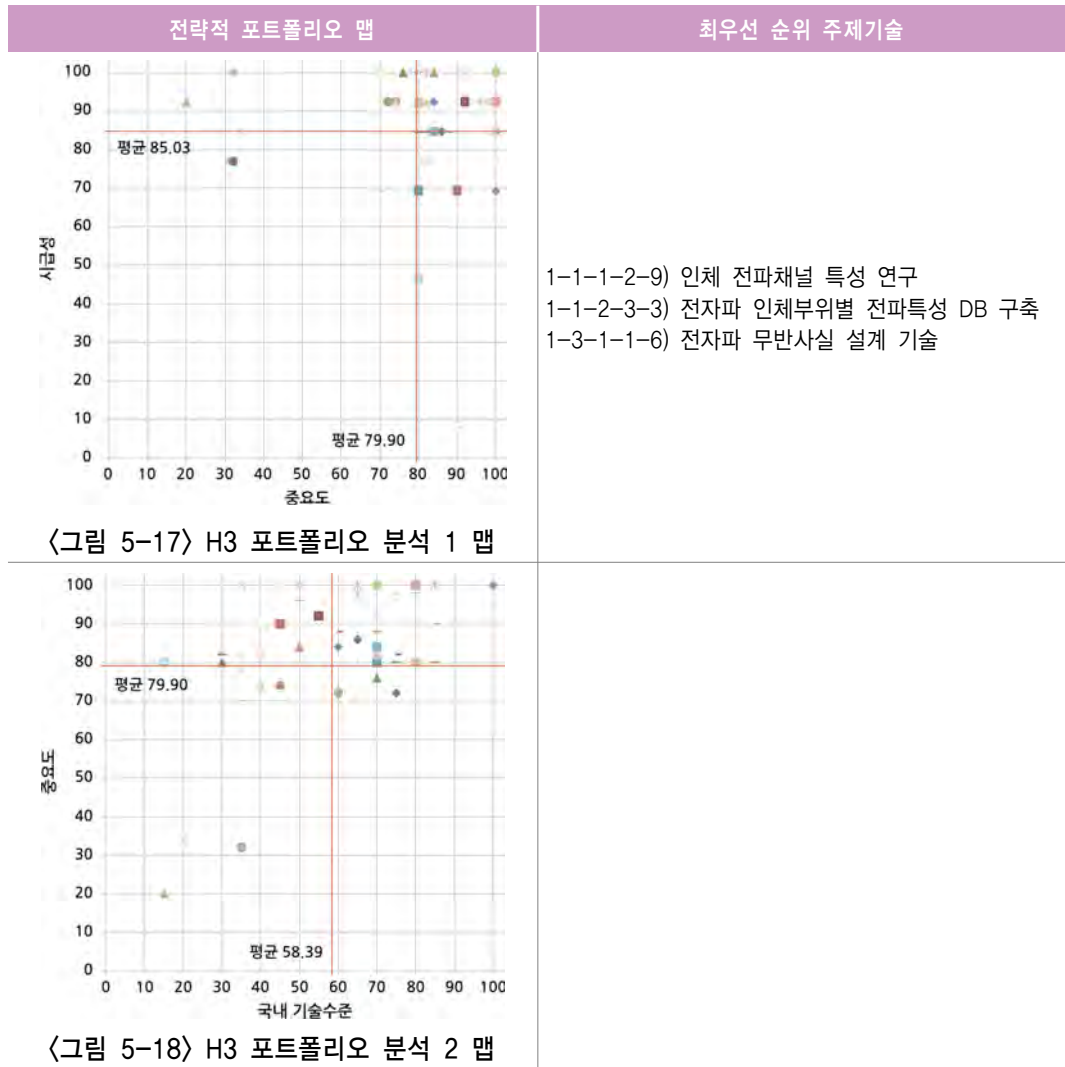 전략적 포트폴리오 맵
최우선 순위 주제기술
100
90
80
70
60
50
40
30
20
10
0
평균 85.03
평균 79.90
시급성
0 10 20 30 40 50 60 70 80 90 100
중요도
〈그림 5-17〉 H3 포트폴리오 분석 1 맵
1-1-1-2-9) 인체 전파채널 특성 연구
1-1-2-3-3) 전자파 인체부위별 전파특성 DB 구축
1-3-1-1-6) 전자파 무반사실 설계 기술
100
90
80
70
60
50
40
30
20
10
0
평균 79.90
평균 58.39
중요도
0 10 20 30 40 50 60 70 80 90 100
국내 기술수준
〈그림 5-18〉 H3 포트폴리오 분석 2 맵